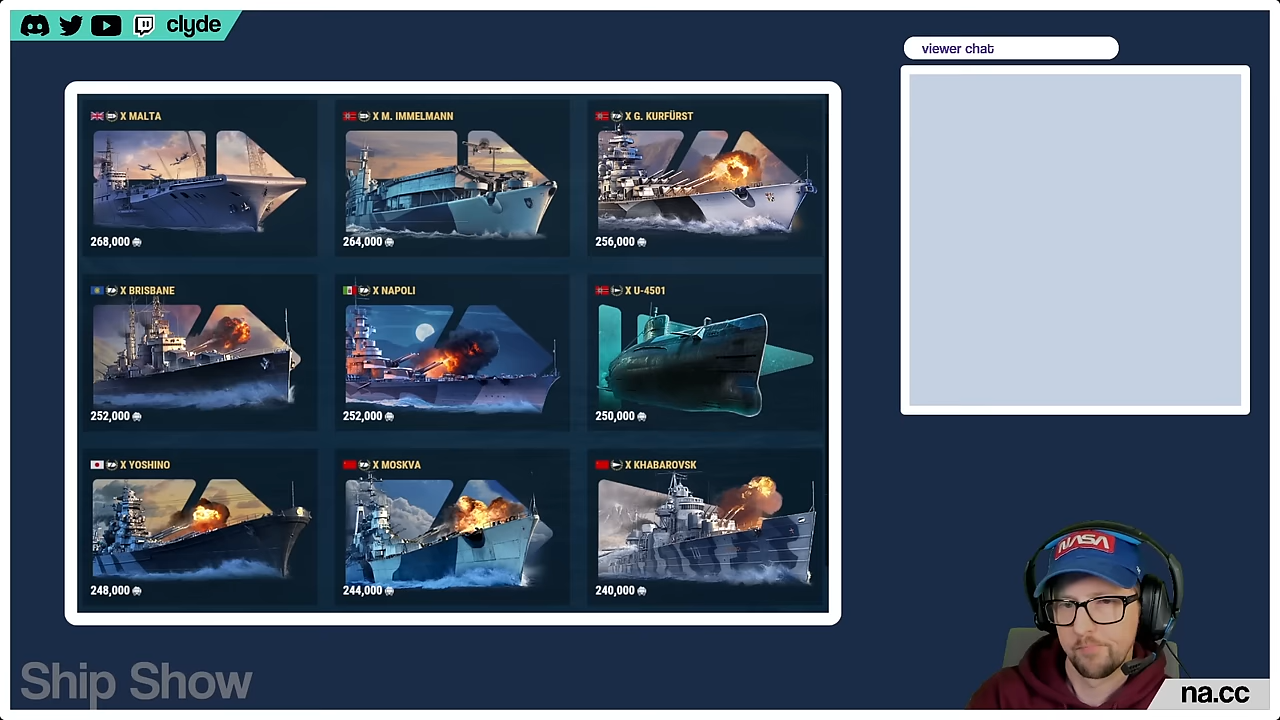 clyde
viewer chat
X MALTA
268,000
X M. IMMELMANN
264,000
X G. KURFÜRST
256,000
X BRISBANE
252,000
X NAPOLI
252,000
X U-4501
250,000
X YOSHINO
248,000
X MOSKVA
244,000
X KHABAROVSK
240,000
NASA
Ship Show
na.cc